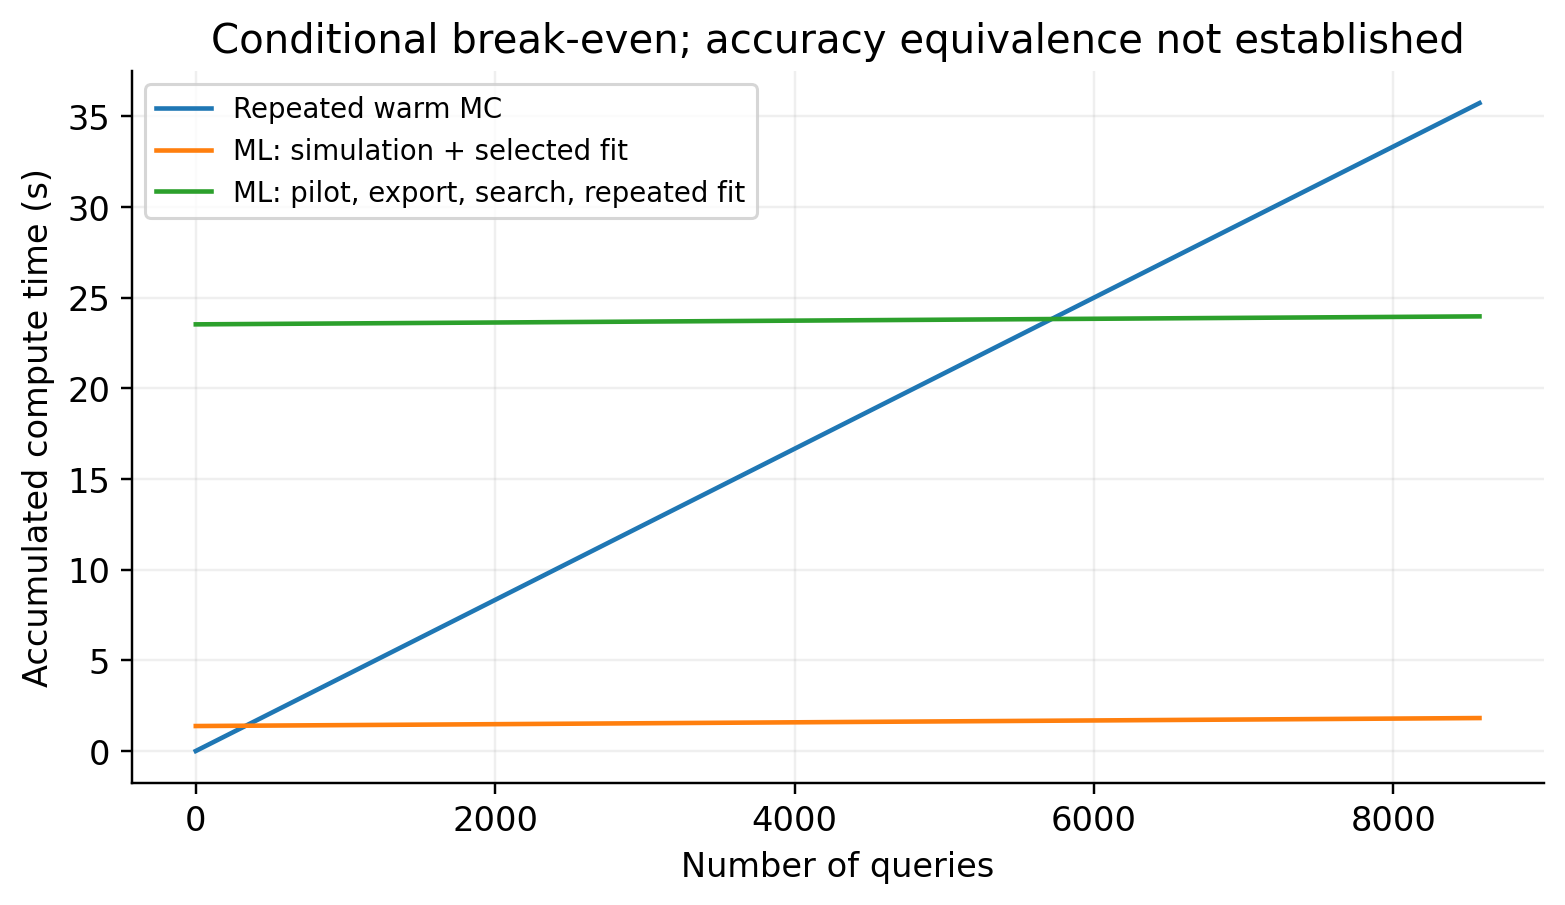 Conditional break-even; accuracy equivalence not established
Repeated warm MC
ML: simulation + selected fit
ML: pilot, export, search, repeated fit
Accumulated compute time (s)
35
30
25
20
15
10
5
0
0
2000
4000
6000
8000
Number of queries